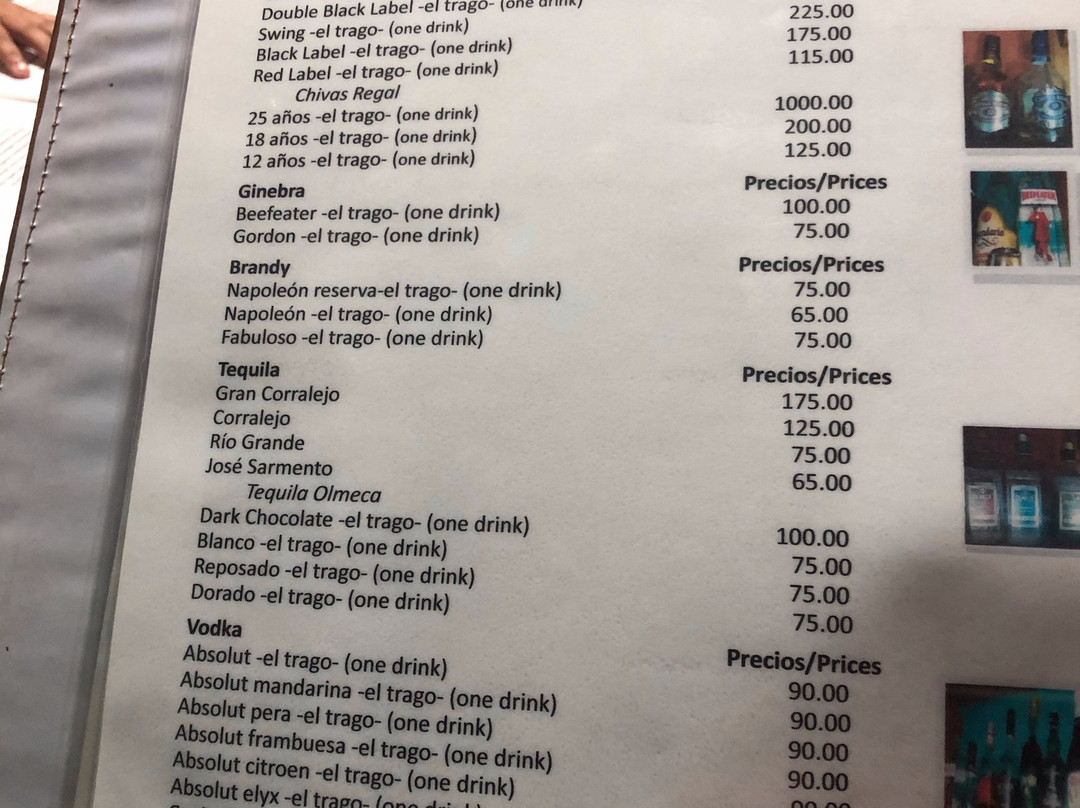 Double Black Label -el trago- (one drink)
Swing -el trago- (one drink) 225.00
Black Label -el trago- (one drink) 175.00
Red Label -el trago- (one drink) 115.00
Chivas Regal
25 años -el trago- (one drink) 1000.00
18 años -el trago- (one drink) 200.00
12 años -el trago- (one drink) 125.00
Ginebra Precios/Prices
Beefeater -el trago- (one drink) 100.00
Gordon -el trago- (one drink) 75.00
BEEFEATER
Brandy Precios/Prices
Napoleón reserva-el trago- (one drink) 75.00
Napoleón -el trago- (one drink) 65.00
Fabuloso -el trago- (one drink) 75.00
Tequila Precios/Prices
Gran Corralejo 175.00
Corralejo 125.00
Río Grande 75.00
José Sarmento 65.00
Tequila Olmeca
Dark Chocolate -el trago- (one drink) 100.00
Blanco -el trago- (one drink) 75.00
Reposado -el trago- (one drink) 75.00
Dorado -el trago- (one drink) 75.00
Vodka Precios/Prices
Absolut -el trago- (one drink) 90.00
Absolut mandarina -el trago- (one drink) 90.00
Absolut pera -el trago- (one drink) 90.00
Absolut frambuesa -el trago- (one drink) 90.00
Absolut citroen -el trago- (one drink) 90.00
Absolut elyx -el trago- (one drink)